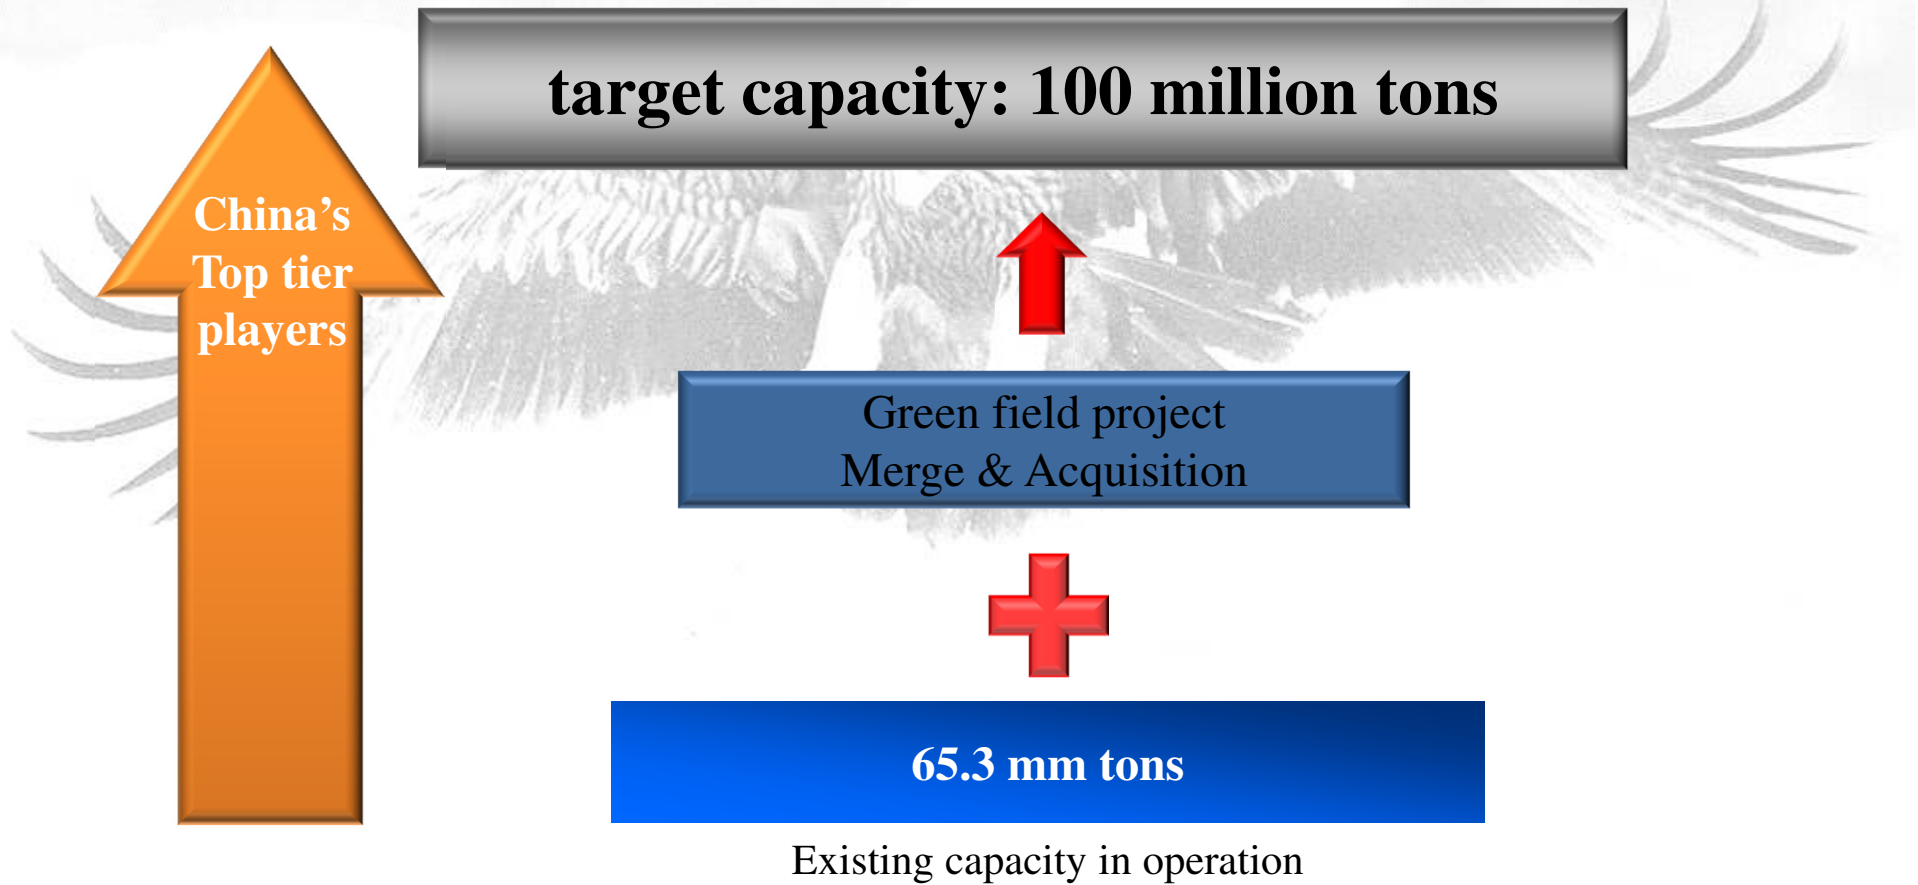 target capacity: 100 million tons
China’s
Top tier
players
Green field project
Merge & Acquisition
65.3 mm tons
Existing capacity in operation